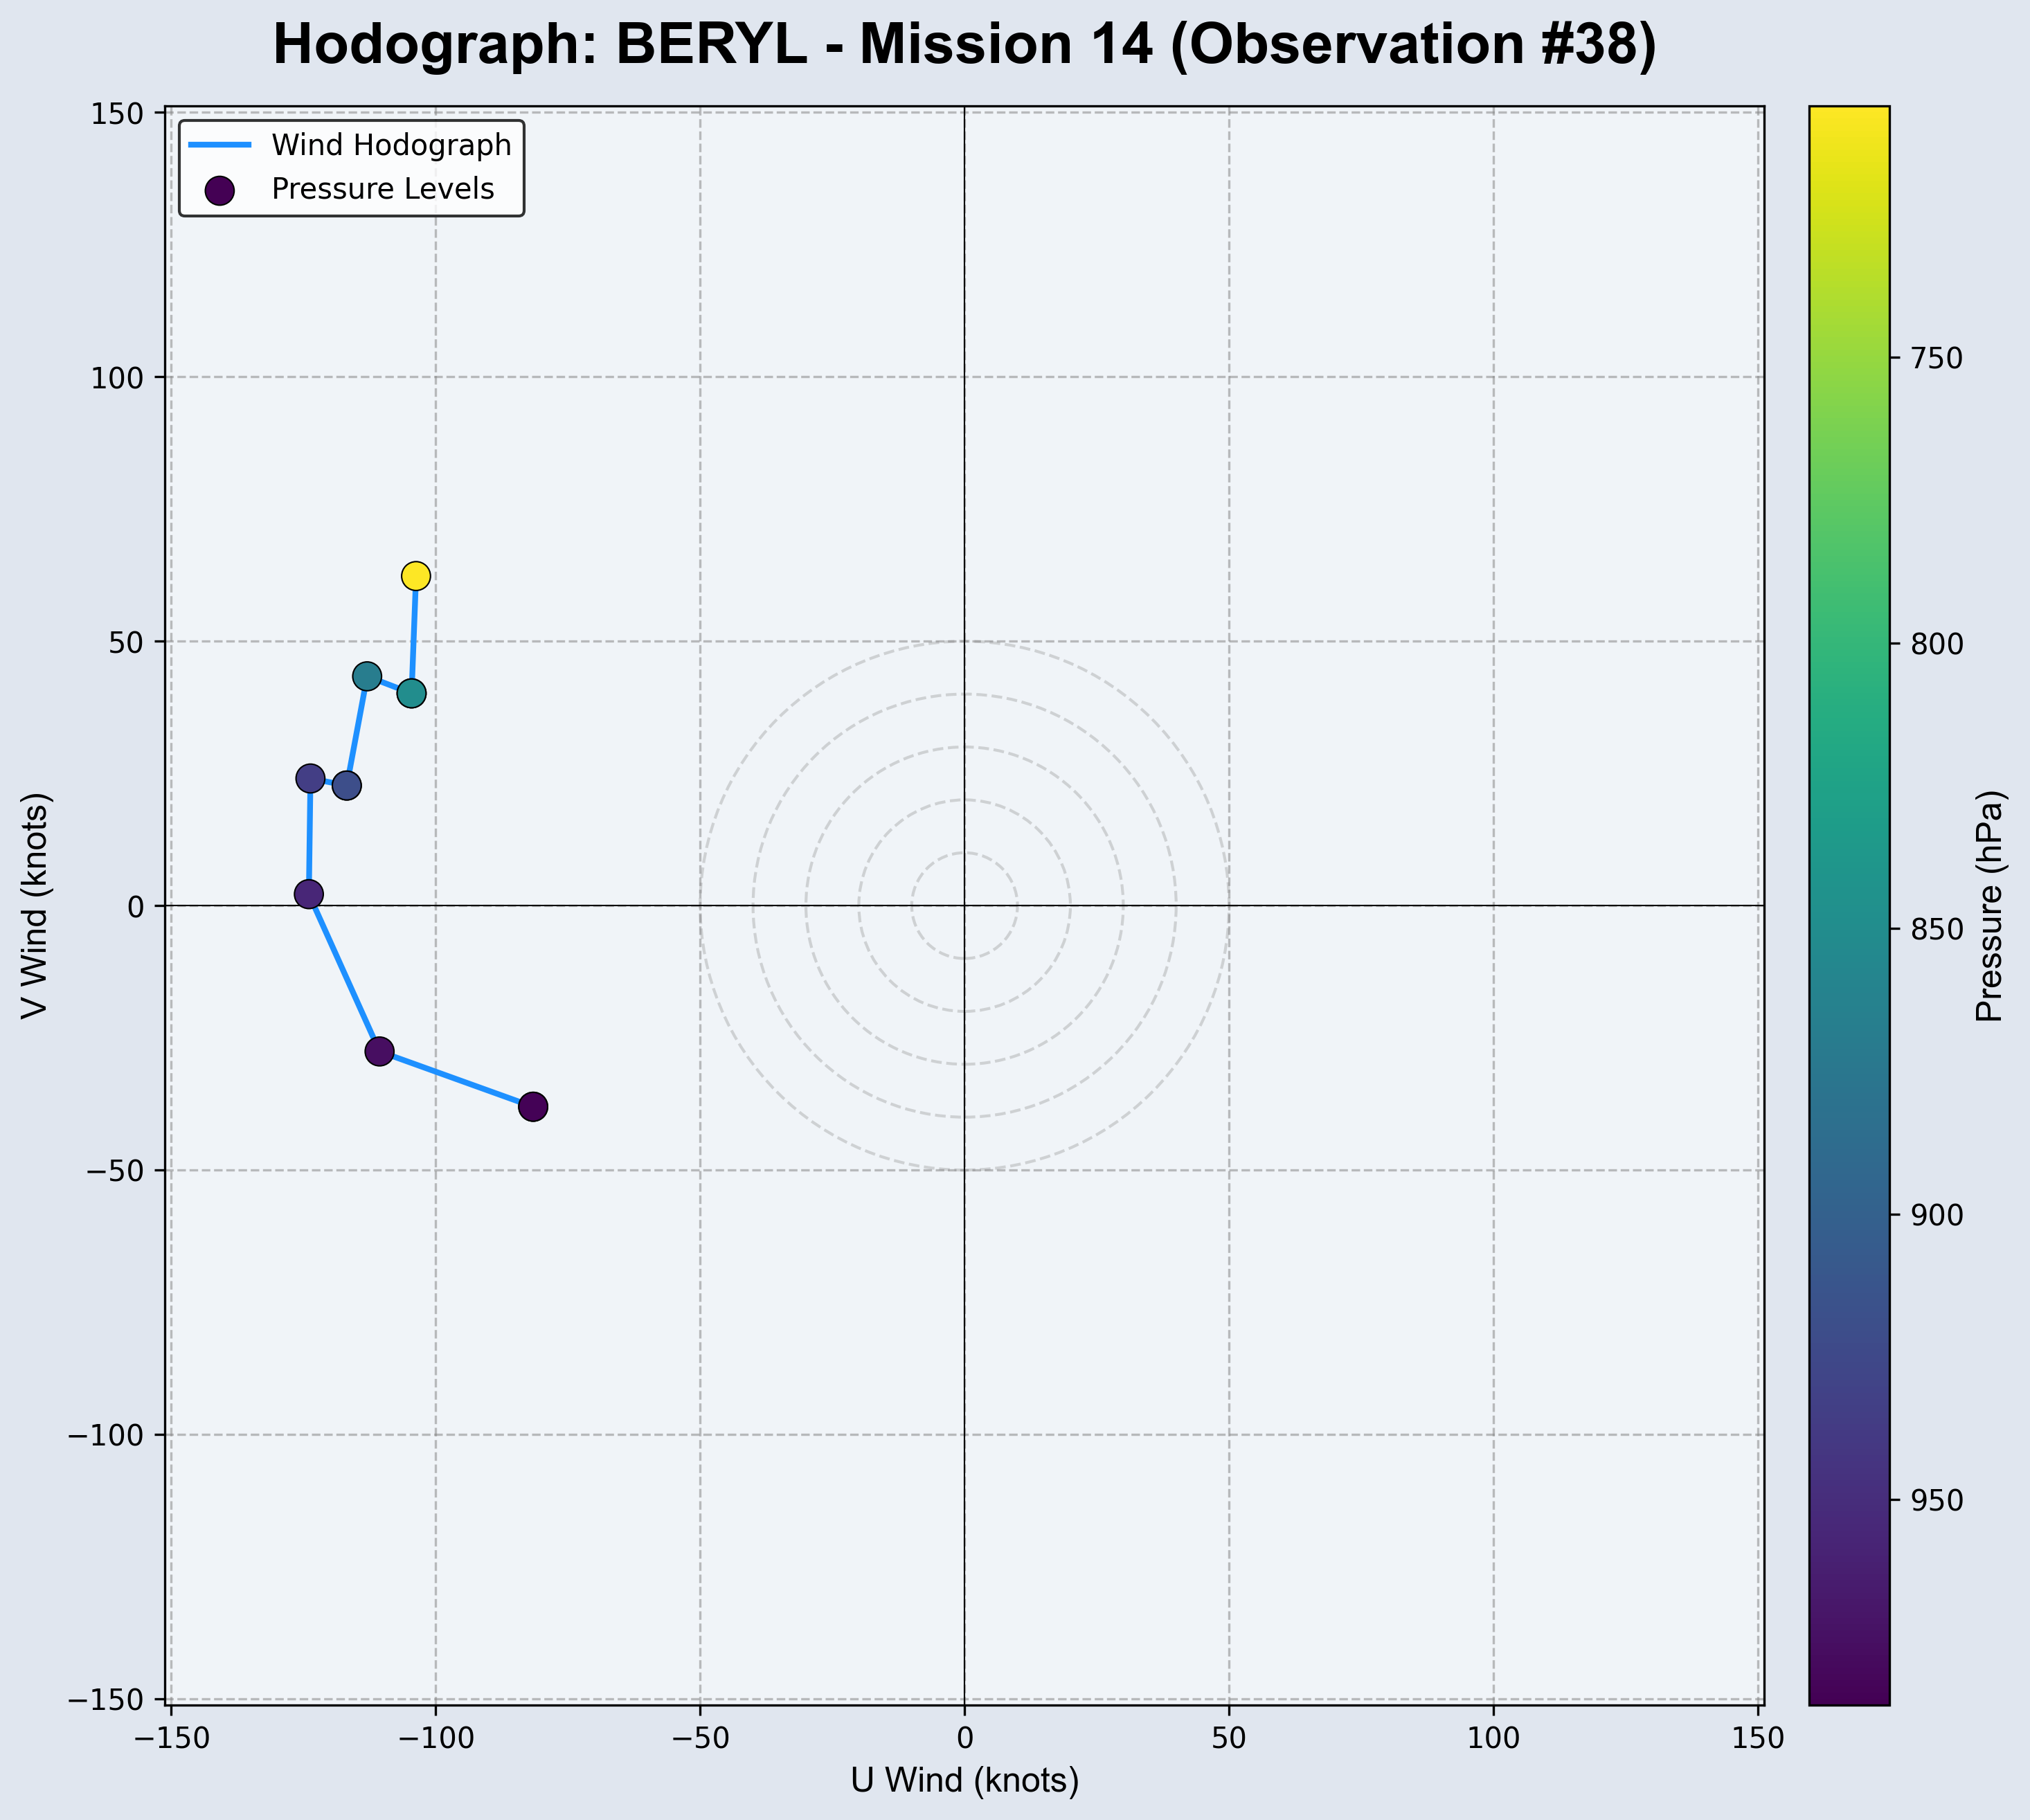 Hodograph: BERYL - Mission 14 (Observation #38)
Wind Hodograph
Pressure Levels
150
100
50
0
−50
−100
−150
V Wind (knots)
−150 −100 −50 0 50 100 150
U Wind (knots)
750
800
850
900
950
Pressure (hPa)